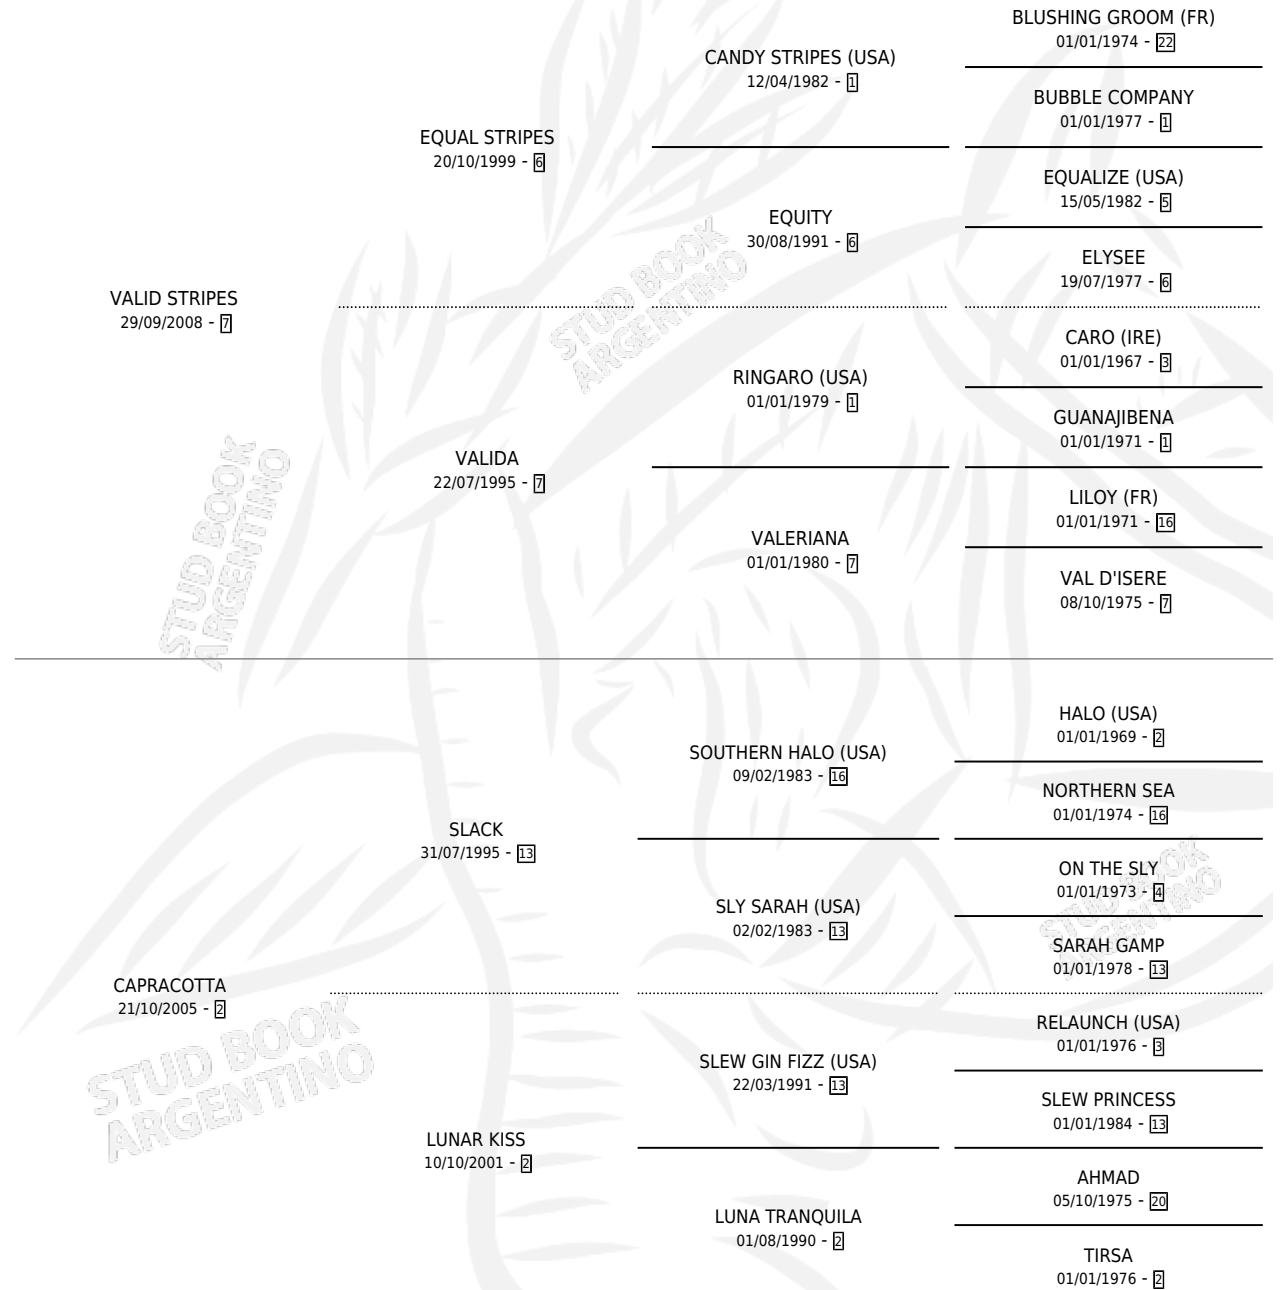 BLUSHING GROOM (FR)
01/01/1974 - 22
CANDY STRIPES (USA)
12/04/1982 - 1
BUBBLE COMPANY
01/01/1977 - 1
EQUAL STRIPES
20/10/1999 - 6
EQUALIZE (USA)
15/05/1982 - 5
EQUITY
30/08/1991 - 6
ELYSEE
19/07/1977 - 6
VALID STRIPES
29/09/2008 - 7
CARO (IRE)
01/01/1967 - 3
RINGARO (USA)
01/01/1979 - 1
GUANAJIBENA
01/01/1971 - 1
VALIDA
22/07/1995 - 7
LILOY (FR)
01/01/1971 - 16
VALERIANA
01/01/1980 - 7
VAL D'ISERE
08/10/1975 - 7
HALO (USA)
01/01/1969 - 2
SOUTHERN HALO (USA)
09/02/1983 - 16
NORTHERN SEA
01/01/1974 - 16
SLACK
31/07/1995 - 13
ON THE SLY
01/01/1973 - 4
SLY SARAH (USA)
02/02/1983 - 13
SARAH GAMP
01/01/1978 - 13
CAPRACOTTA
21/10/2005 - 2
RELAUNCH (USA)
01/01/1976 - 3
SLEW GIN FIZZ (USA)
22/03/1991 - 13
SLEW PRINCESS
01/01/1984 - 13
LUNAR KISS
10/10/2001 - 2
AHMAD
05/10/1975 - 20
LUNA TRANQUILA
01/08/1990 - 2
TIRSA
01/01/1976 - 2
STUD BOOK
ARGENTINO
STUD BOOK
ARGENTINO
STUD BOOK
ARGENTINO
STUD BOOK
ARGENTINO